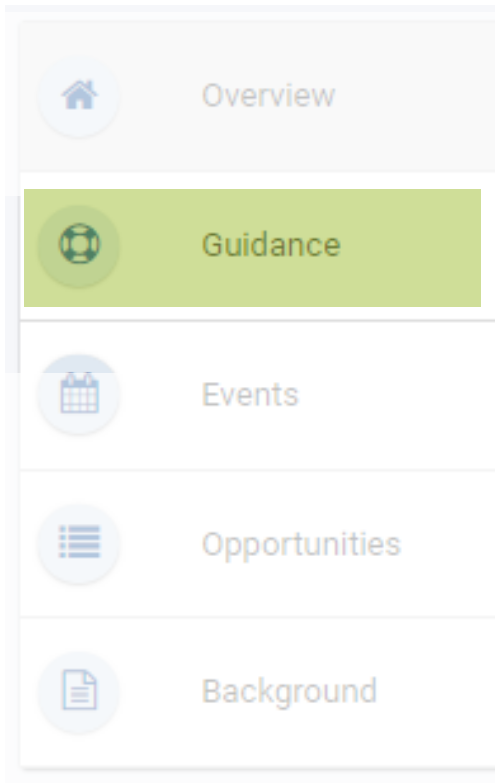 Overview
Guidance
Events
Opportunities
Background